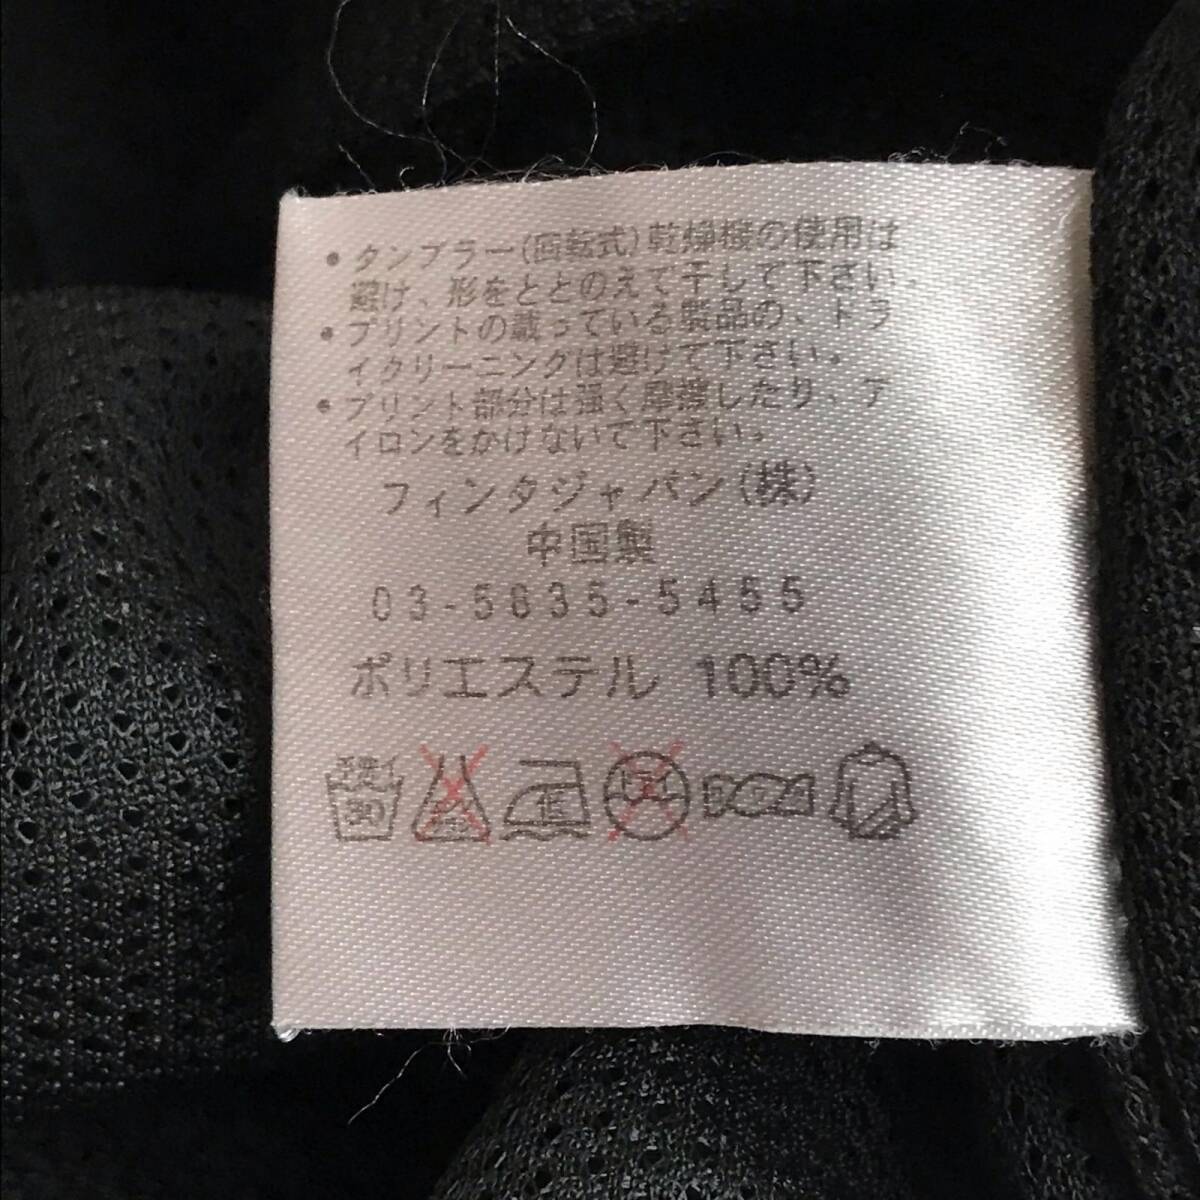 ・タンブラー(回転式)乾燥機の使用は
避け、形をととのえて干して下さい。
・プリントの載っている製品の、ドラ
イクリーニングは避けて下さい。
・プリント部分は強く摩擦したり、ア
イロンをかけないで下さい。
フィンタジャパン(株)
中国製
03-5635-5455
ポリエステル 100%
30